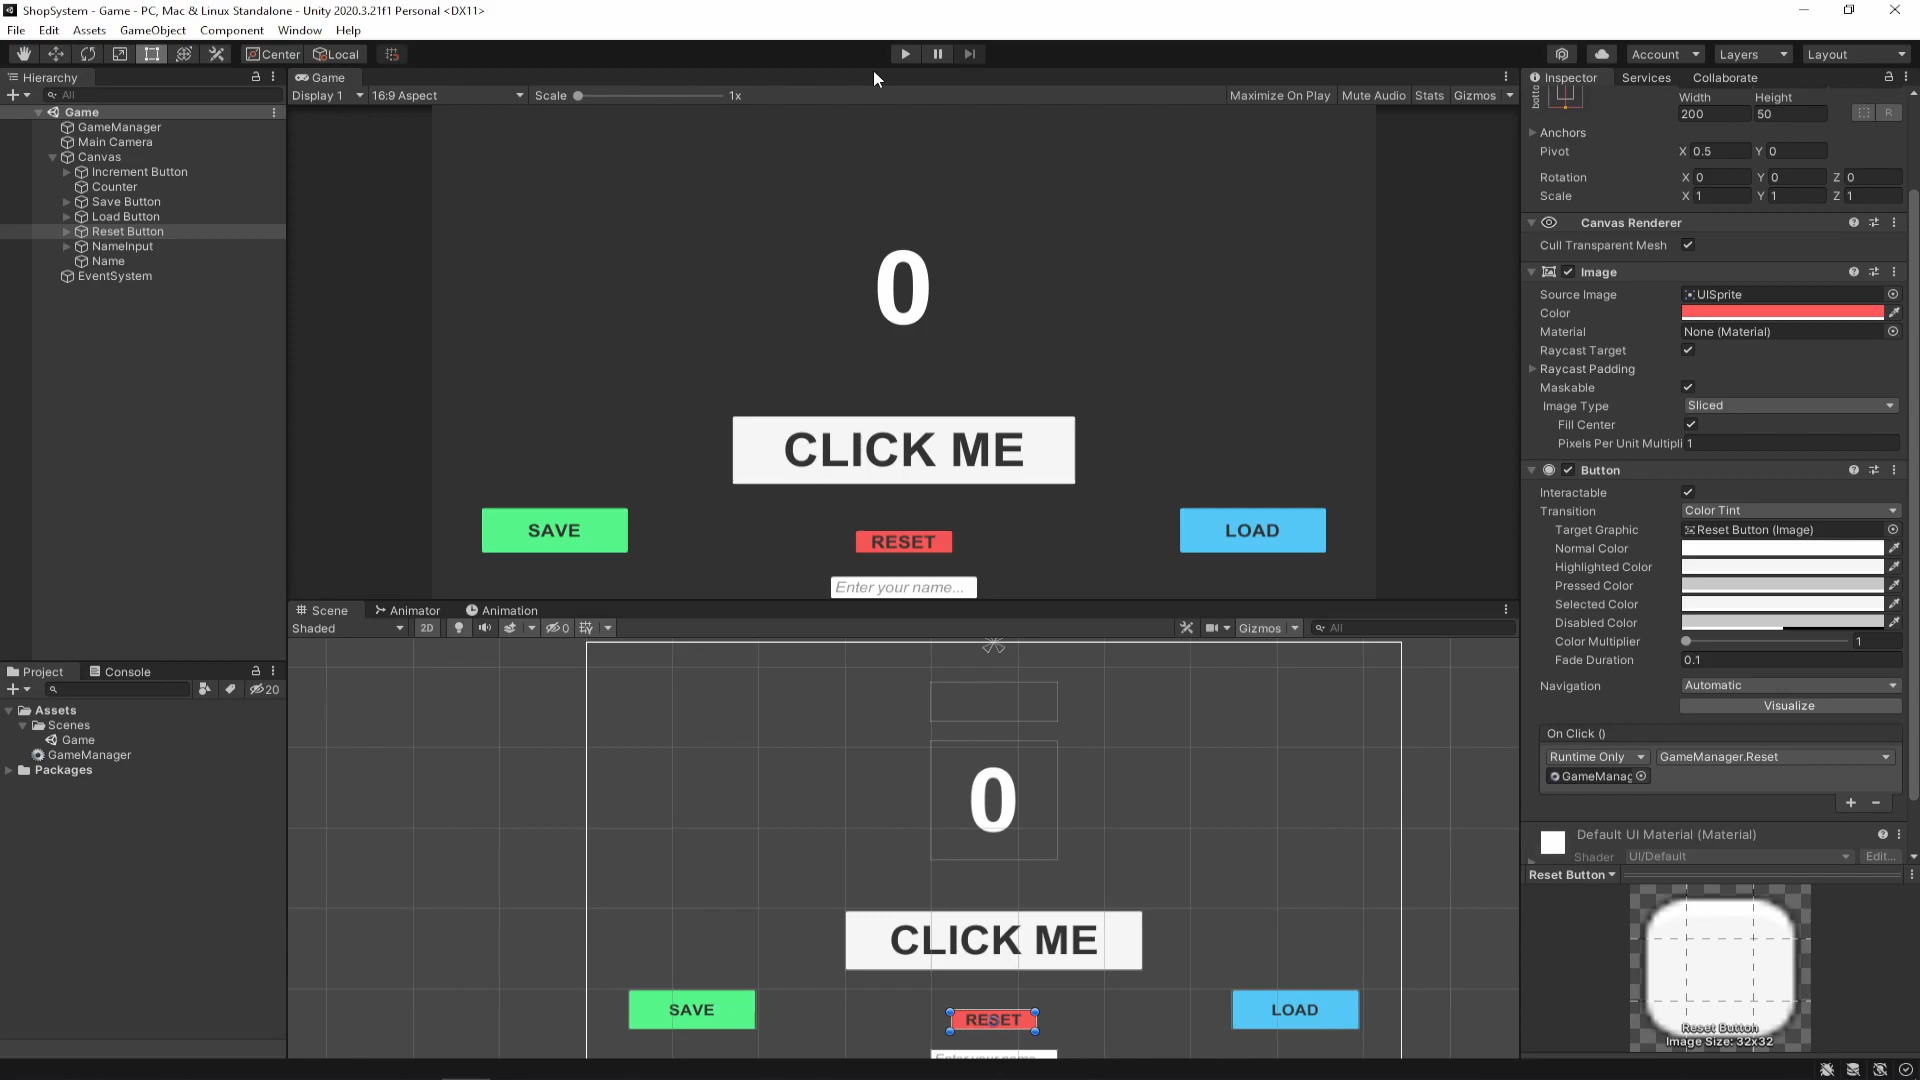 ShopSystem - Game - PC, Mac & Linux Standalone - Unity 2020.3.21f1 Personal <DX11>
File Edit Assets GameObject Component Window Help
Center Local Account Layers Layout
Hierarchy
All
Game
GameManager
Main Camera
Canvas
Increment Button
Counter
Save Button
Load Button
Reset Button
NameInput
Name
EventSystem
Game
Display 1 16:9 Aspect Scale 1x Maximize On Play Mute Audio Stats Gizmos
0
CLICK ME
SAVE
RESET
LOAD
Enter your name...
Scene Animator Animation
Shaded 2D 0 Gizmos All
0
CLICK ME
SAVE
RESET
LOAD
Project Console
20
Assets
Scenes
Game
GameManager
Packages
Inspector Services Collaborate
Width Height
200 50
Anchors
Pivot X 0.5 Y 0
Rotation X 0 Y 0 Z 0
Scale X 1 Y 1 Z 1
Canvas Renderer
Cull Transparent Mesh
Image
Source Image UISprite
Color
Material None (Material)
Raycast Target
Raycast Padding
Maskable
Image Type Sliced
Fill Center
Pixels Per Unit Multipli 1
Button
Interactable
Transition Color Tint
Target Graphic Reset Button (Image)
Normal Color
Highlighted Color
Pressed Color
Selected Color
Disabled Color
Color Multiplier 1
Fade Duration 0.1
Navigation Automatic
Visualize
On Click ()
Runtime Only GameManager.Reset
GameManag
Default UI Material (Material)
Shader UI/Default Edit...
Reset Button
Reset Button
Image Size: 32x32